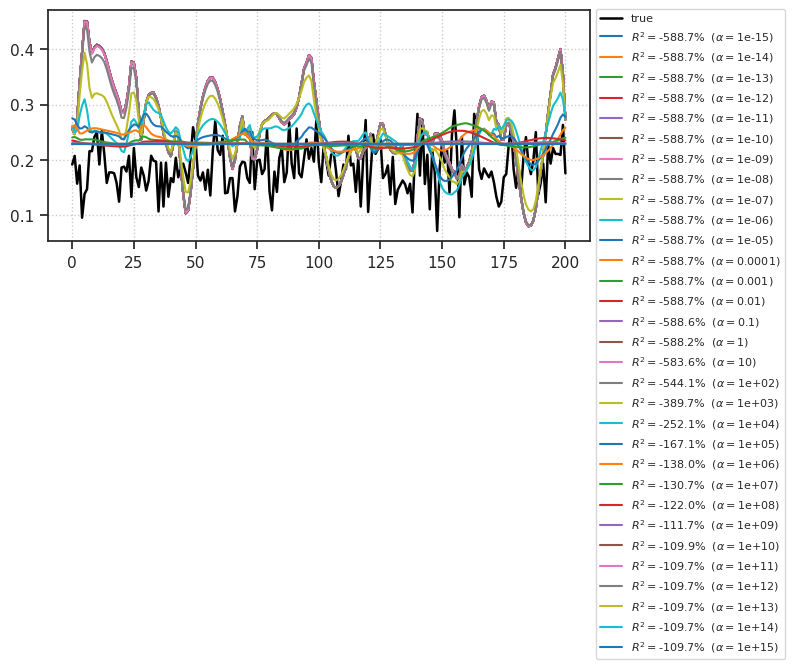 0.4
0.3
0.2
0.1
0 25 50 75 100 125 150 175 200
true
R² = -588.7% (α = 1e-15)
R² = -588.7% (α = 1e-14)
R² = -588.7% (α = 1e-13)
R² = -588.7% (α = 1e-12)
R² = -588.7% (α = 1e-11)
R² = -588.7% (α = 1e-10)
R² = -588.7% (α = 1e-09)
R² = -588.7% (α = 1e-08)
R² = -588.7% (α = 1e-07)
R² = -588.7% (α = 1e-06)
R² = -588.7% (α = 1e-05)
R² = -588.7% (α = 0.0001)
R² = -588.7% (α = 0.001)
R² = -588.7% (α = 0.01)
R² = -588.6% (α = 0.1)
R² = -588.2% (α = 1)
R² = -583.6% (α = 10)
R² = -544.1% (α = 1e+02)
R² = -389.7% (α = 1e+03)
R² = -252.1% (α = 1e+04)
R² = -167.1% (α = 1e+05)
R² = -138.0% (α = 1e+06)
R² = -130.7% (α = 1e+07)
R² = -122.0% (α = 1e+08)
R² = -111.7% (α = 1e+09)
R² = -109.9% (α = 1e+10)
R² = -109.7% (α = 1e+11)
R² = -109.7% (α = 1e+12)
R² = -109.7% (α = 1e+13)
R² = -109.7% (α = 1e+14)
R² = -109.7% (α = 1e+15)